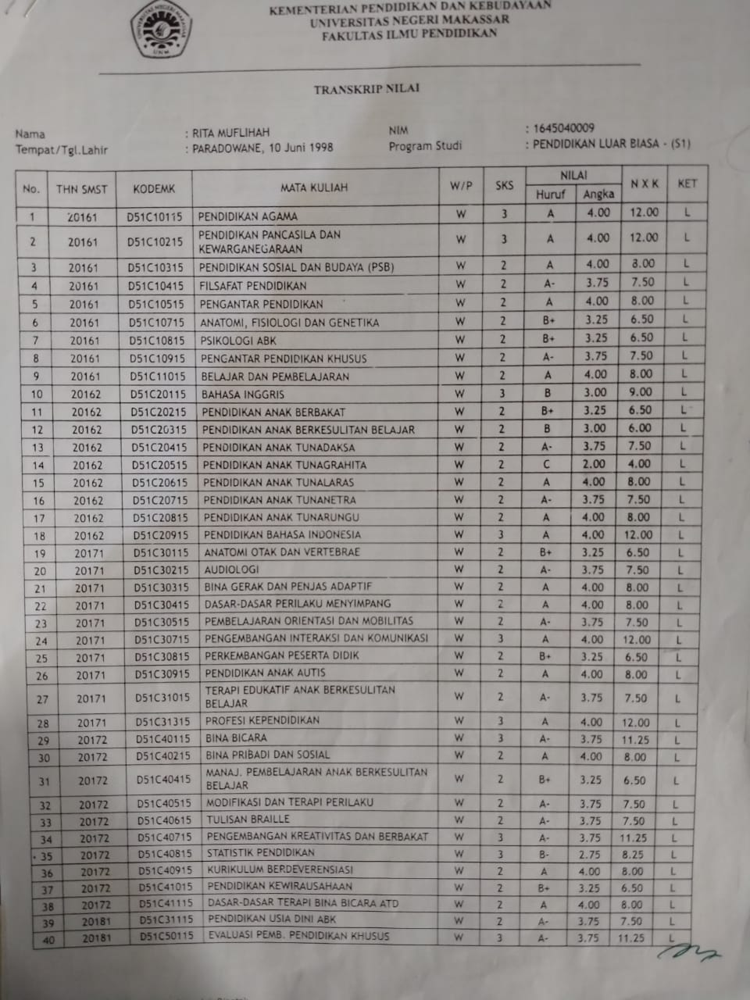 UNIVERSITAS NEGERI MAKASSAR
UNM
KEMENTERIAN PENDIDIKAN DAN KEBUDAYAAN
UNIVERSITAS NEGERI MAKASSAR
FAKULTAS ILMU PENDIDIKAN
TRANSKRIP NILAI
Nama : RITA MUFLIHAH NIM : 1645040009
Tempat/Tgl.Lahir : PARADOWANE, 10 Juni 1998 Program Studi : PENDIDIKAN LUAR BIASA - (S1)
No. THN SMST KODEMK MATA KULIAH W/P SKS NILAI N X K KET
Huruf Angka
1 20161 D51C10115 PENDIDIKAN AGAMA W 3 A 4.00 12.00 L
2 20161 D51C10215 PENDIDIKAN PANCASILA DAN W 3 A 4.00 12.00 L
KEWARGANEGARAAN
3 20161 D51C10315 PENDIDIKAN SOSIAL DAN BUDAYA (PSB) W 2 A 4.00 8.00 L
4 20161 D51C10415 FILSAFAT PENDIDIKAN W 2 A- 3.75 7.50 L
5 20161 D51C10515 PENGANTAR PENDIDIKAN W 2 A 4.00 8.00 L
6 20161 D51C10715 ANATOMI, FISIOLOGI DAN GENETIKA W 2 B+ 3.25 6.50 L
7 20161 D51C10815 PSIKOLOGI ABK W 2 B+ 3.25 6.50 L
8 20161 D51C10915 PENGANTAR PENDIDIKAN KHUSUS W 2 A- 3.75 7.50 L
9 20161 D51C11015 BELAJAR DAN PEMBELAJARAN W 2 A 4.00 8.00 L
10 20162 D51C20115 BAHASA INGGRIS W 3 B 3.00 9.00 L
11 20162 D51C20215 PENDIDIKAN ANAK BERBAKAT W 2 B+ 3.25 6.50 L
12 20162 D51C20315 PENDIDIKAN ANAK BERKESULITAN BELAJAR W 2 B 3.00 6.00 L
13 20162 D51C20415 PENDIDIKAN ANAK TUNADAKSA W 2 A- 3.75 7.50 L
14 20162 D51C20515 PENDIDIKAN ANAK TUNAGRAHITA W 2 C 2.00 4.00 L
15 20162 D51C20615 PENDIDIKAN ANAK TUNALARAS W 2 A 4.00 8.00 L
16 20162 D51C20715 PENDIDIKAN ANAK TUNANETRA W 2 A- 3.75 7.50 L
17 20162 D51C20815 PENDIDIKAN ANAK TUNARUNGU W 2 A 4.00 8.00 L
18 20162 D51C20915 PENDIDIKAN BAHASA INDONESIA W 3 A 4.00 12.00 L
19 20171 D51C30115 ANATOMI OTAK DAN VERTEBRAE W 2 B+ 3.25 6.50 L
20 20171 D51C30215 AUDIOLOGI W 2 A- 3.75 7.50 L
21 20171 D51C30315 BINA GERAK DAN PENJAS ADAPTIF W 2 A 4.00 8.00 L
22 20171 D51C30415 DASAR-DASAR PERILAKU MENYIMPANG W 2 A 4.00 8.00 L
23 20171 D51C30515 PEMBELAJARAN ORIENTASI DAN MOBILITAS W 2 A- 3.75 7.50 L
24 20171 D51C30715 PENGEMBANGAN INTERAKSI DAN KOMUNIKASI W 3 A 4.00 12.00 L
25 20171 D51C30815 PERKEMBANGAN PESERTA DIDIK W 2 B+ 3.25 6.50 L
26 20171 D51C30915 PENDIDIKAN ANAK AUTIS W 2 A 4.00 8.00 L
27 20171 D51C31015 TERAPI EDUKATIF ANAK BERKESULITAN W 2 A- 3.75 7.50 L
BELAJAR
28 20171 D51C31315 PROFESI KEPENDIDIKAN W 3 A 4.00 12.00 L
29 20172 D51C40115 BINA BICARA W 3 A- 3.75 11.25 L
30 20172 D51C40215 BINA PRIBADI DAN SOSIAL W 2 A 4.00 8.00 L
31 20172 D51C40415 MANAJ. PEMBELAJARAN ANAK BERKESULITAN W 2 B+ 3.25 6.50 L
BELAJAR
32 20172 D51C40515 MODIFIKASI DAN TERAPI PERILAKU W 2 A- 3.75 7.50 L
33 20172 D51C40615 TULISAN BRAILLE W 2 A- 3.75 7.50 L
34 20172 D51C40715 PENGEMBANGAN KREATIVITAS DAN BERBAKAT W 3 A- 3.75 11.25 L
35 20172 D51C40815 STATISTIK PENDIDIKAN W 3 B- 2.75 8.25 L
36 20172 D51C40915 KURIKULUM BERDEVERENSIASI W 2 A 4.00 8.00 L
37 20172 D51C41015 PENDIDIKAN KEWIRAUSAHAAN W 2 B+ 3.25 6.50 L
38 20172 D51C41115 DASAR-DASAR TERAPI BINA BICARA ATD W 2 A 4.00 8.00 L
39 20181 D51C31115 PENDIDIKAN USIA DINI ABK W 2 A- 3.75 7.50 L
40 20181 D51C50115 EVALUASI PEMB. PENDIDIKAN KHUSUS W 3 A- 3.75 11.25 L